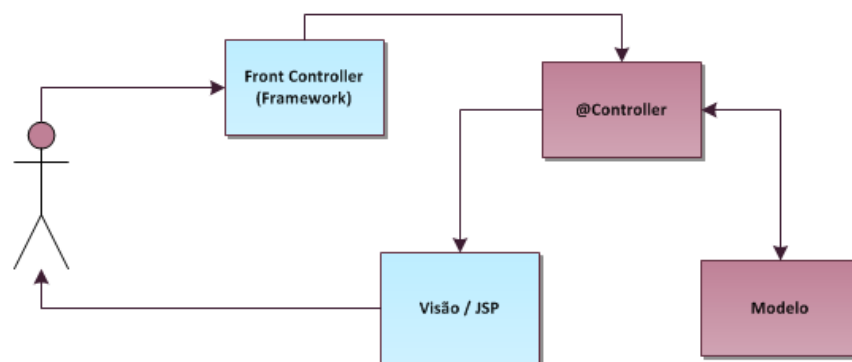 Front Controller
(Framework)
@Controller
Visão / JSP
Modelo